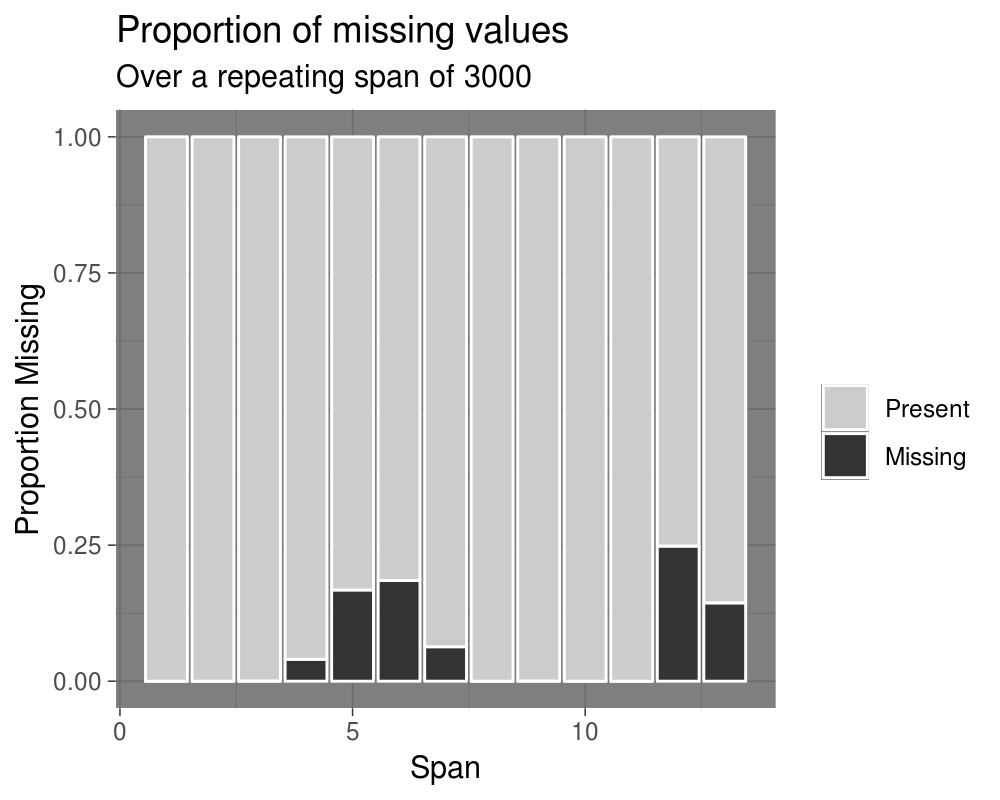 Proportion of missing values
Over a repeating span of 3000
Proportion Missing
1.00
0.75
0.50
0.25
0.00
0 5 10
Span
Present
Missing